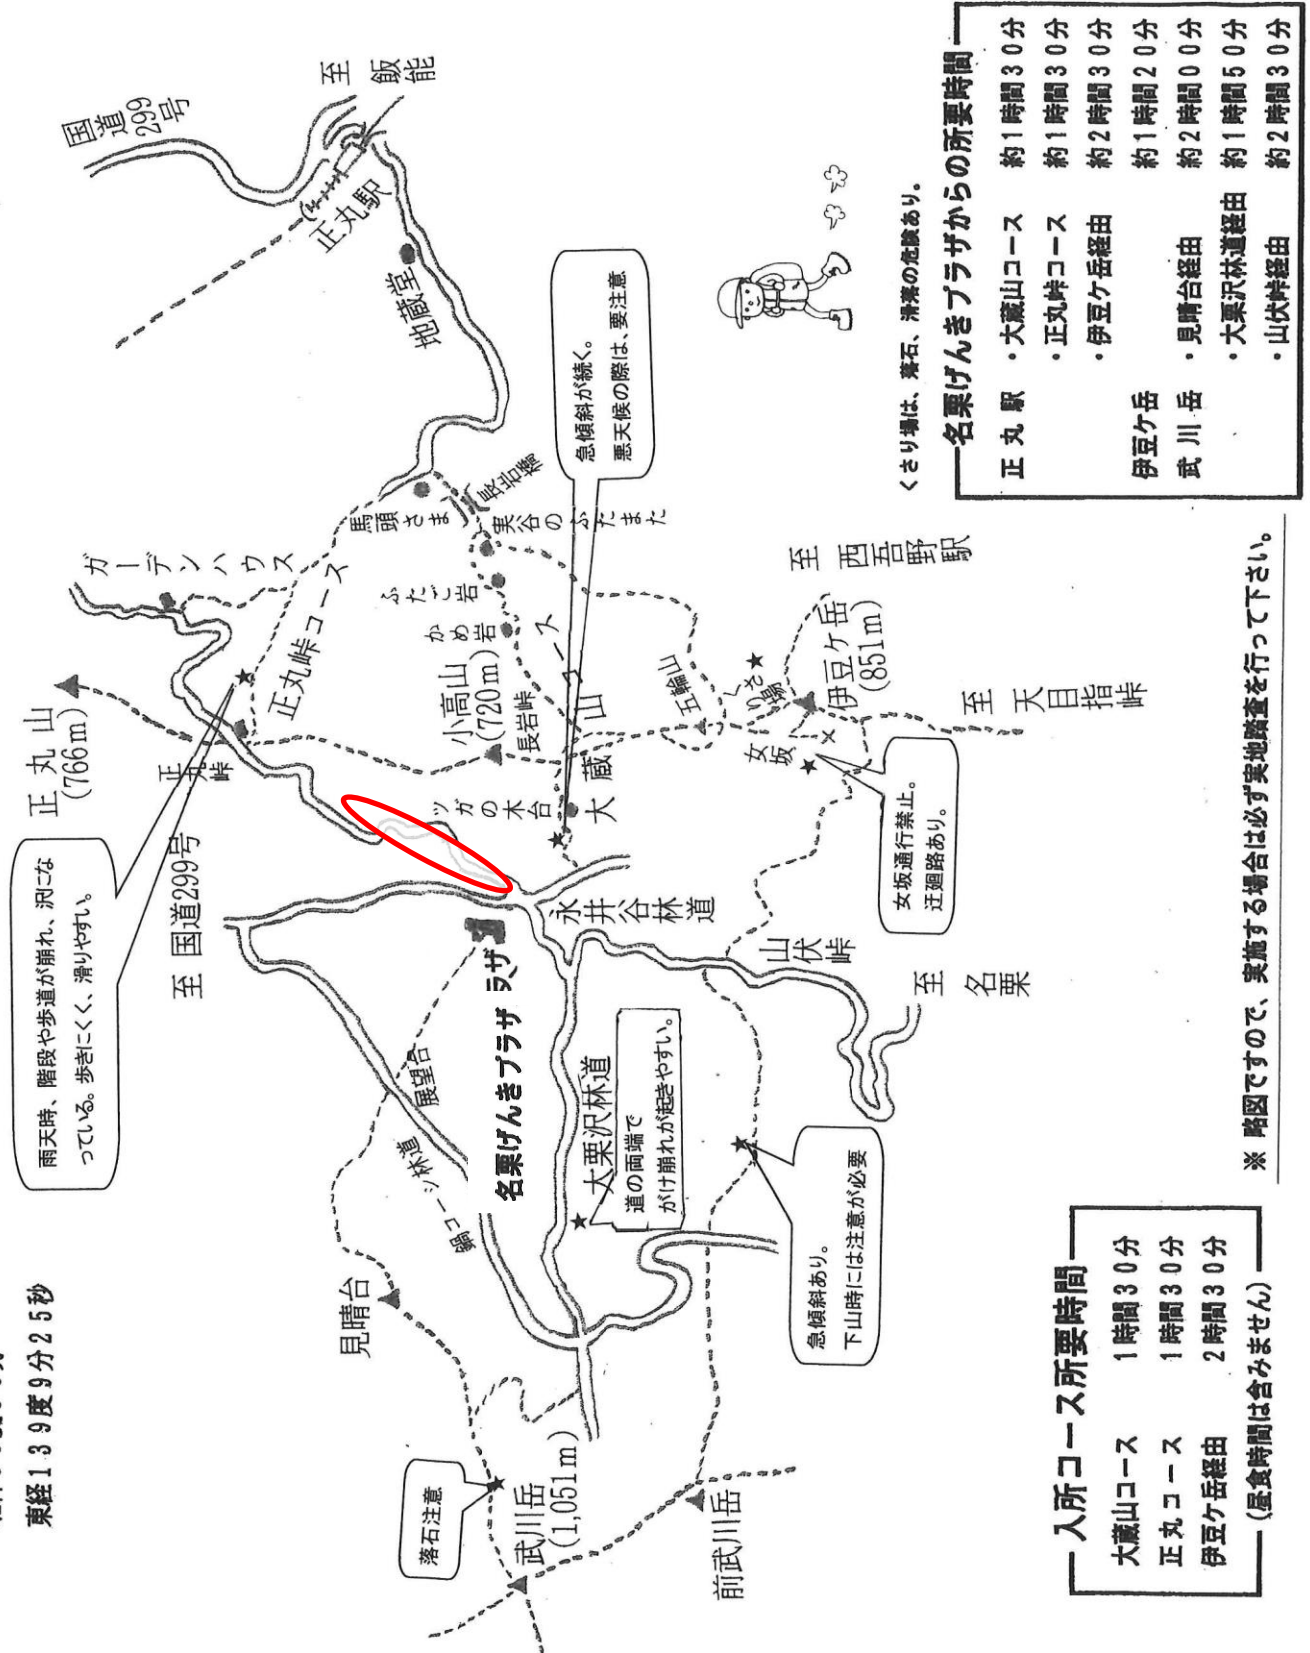 東経139度9分25秒
雨天時、階段や歩道が崩れ、沢にな
っている。歩きにくく、滑りやすい。
正丸山
(766m)
ガーデンハウス
国道
299号
至 飯能
正丸駅
地蔵堂
至 国道299号
正丸峠
正丸峠コース
馬頭さま
長岩橋
実谷のふたまた
ふたご岩
かめ岩
小高山
(720m)
長岩峠
ツガの木台
大蔵山コース
急傾斜が続く。
悪天候の際は、要注意
五輪山
くさり場
女坂
伊豆ケ岳
(851m)
至 西吾野駅
至 天目指峠
女坂通行禁止。
迂廻路あり。
永井谷林道
山伏峠
至 名栗
名栗げんきプラザ ラザ
展望台
鍋コーシ林道
大栗沢林道
道の両端で
がけ崩れが起きやすい。
見晴台
急傾斜あり。
下山時には注意が必要
落石注意
武川岳
(1,051m)
前武川岳
くさり場は、落石、滑落の危険あり。
名栗げんきプラザからの所要時間
正丸駅 ・大蔵山コース 約1時間30分
・正丸峠コース 約1時間30分
・伊豆ケ岳経由 約2時間30分
伊豆ケ岳 約1時間20分
武川岳 ・見晴台経由 約2時間00分
・大栗沢林道経由 約1時間50分
・山伏峠経由 約2時間30分
入所コース所要時間
大蔵山コース 1時間30分
正丸コース 1時間30分
伊豆ケ岳経由 2時間30分
(昼食時間は含みません)
※ 略図ですので、実施する場合は必ず実地踏査を行って下さい。